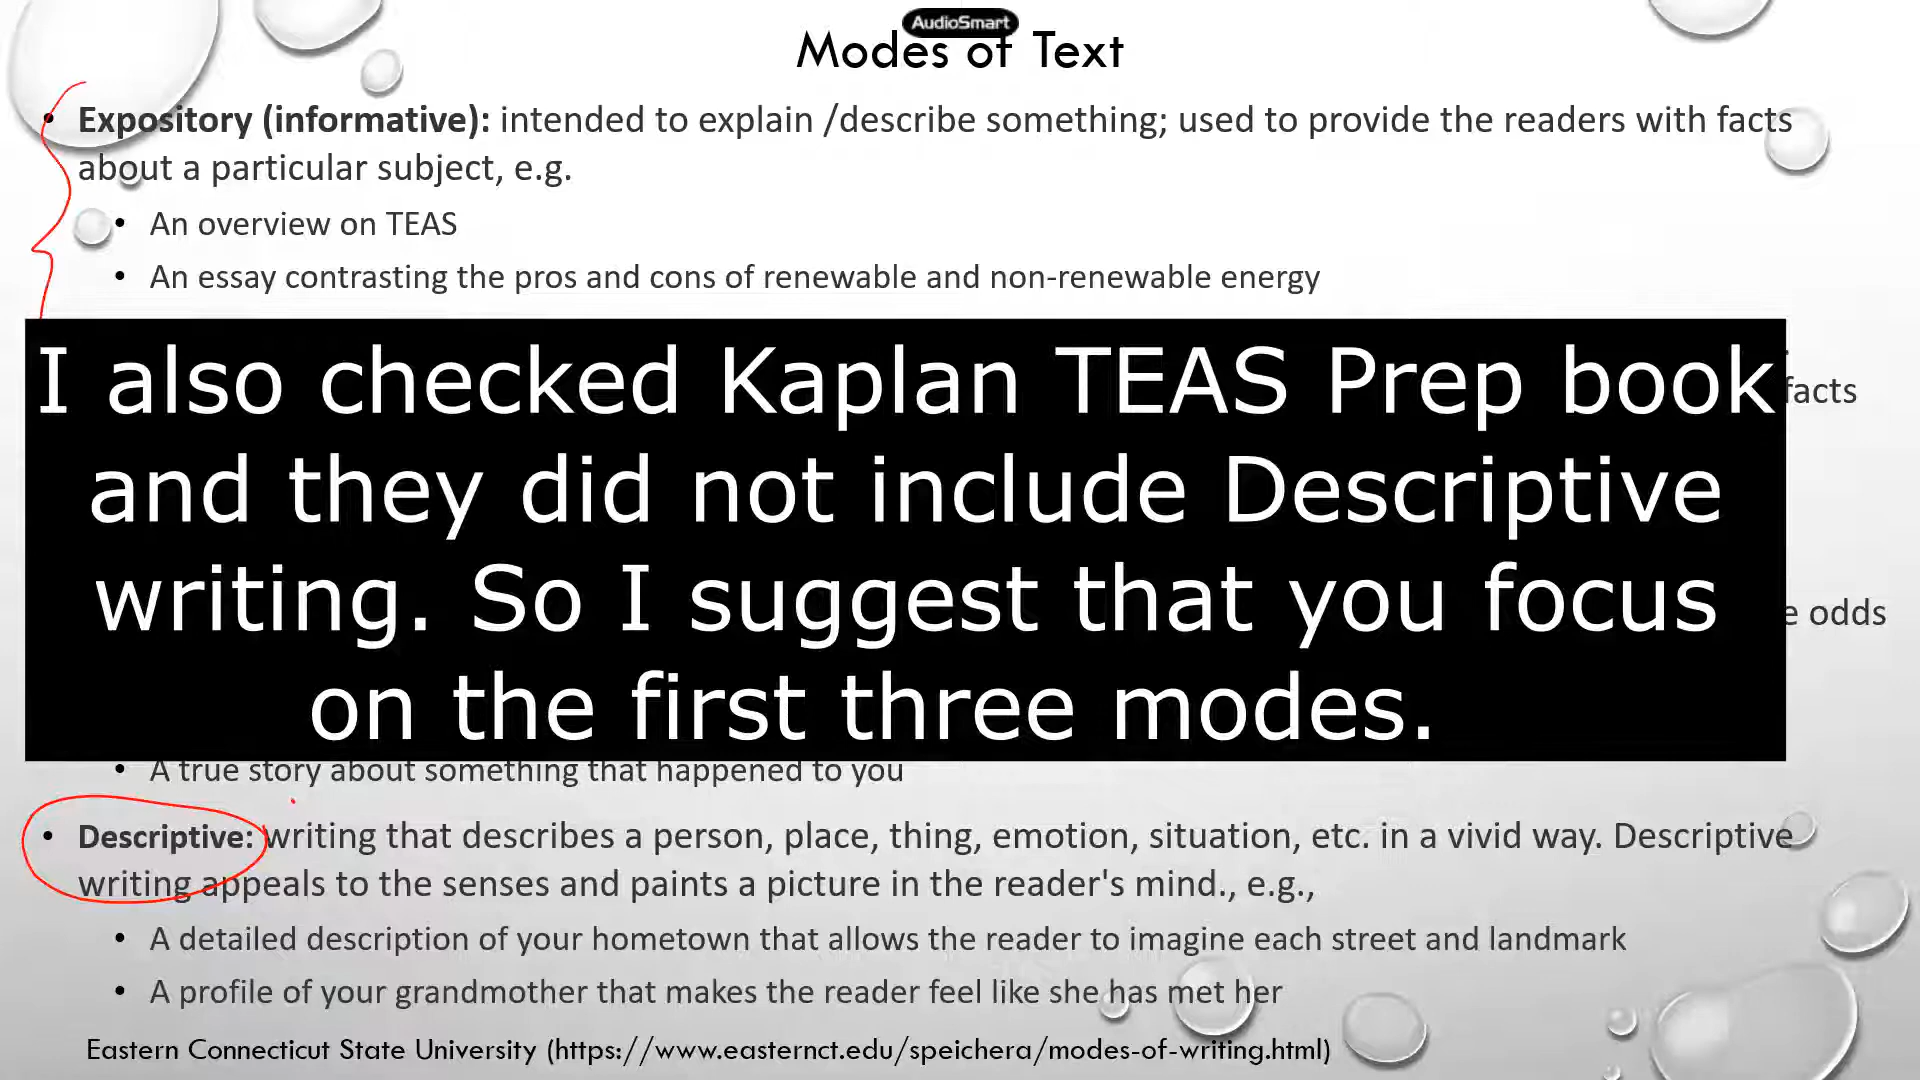 AudioSmart
Modes of Text
• Expository (informative): intended to explain /describe something; used to provide the readers with facts
about a particular subject, e.g.
• An overview on TEAS
• An essay contrasting the pros and cons of renewable and non-renewable energy
I also checked Kaplan TEAS Prep book
facts
and they did not include Descriptive
writing. So I suggest that you focus
odds
on the first three modes.
• A true story about something that happened to you
• Descriptive: writing that describes a person, place, thing, emotion, situation, etc. in a vivid way. Descriptive
writing appeals to the senses and paints a picture in the reader's mind., e.g.,
• A detailed description of your hometown that allows the reader to imagine each street and landmark
• A profile of your grandmother that makes the reader feel like she has met her
Eastern Connecticut State University (https://www.easternct.edu/speichera/modes-of-writing.html)